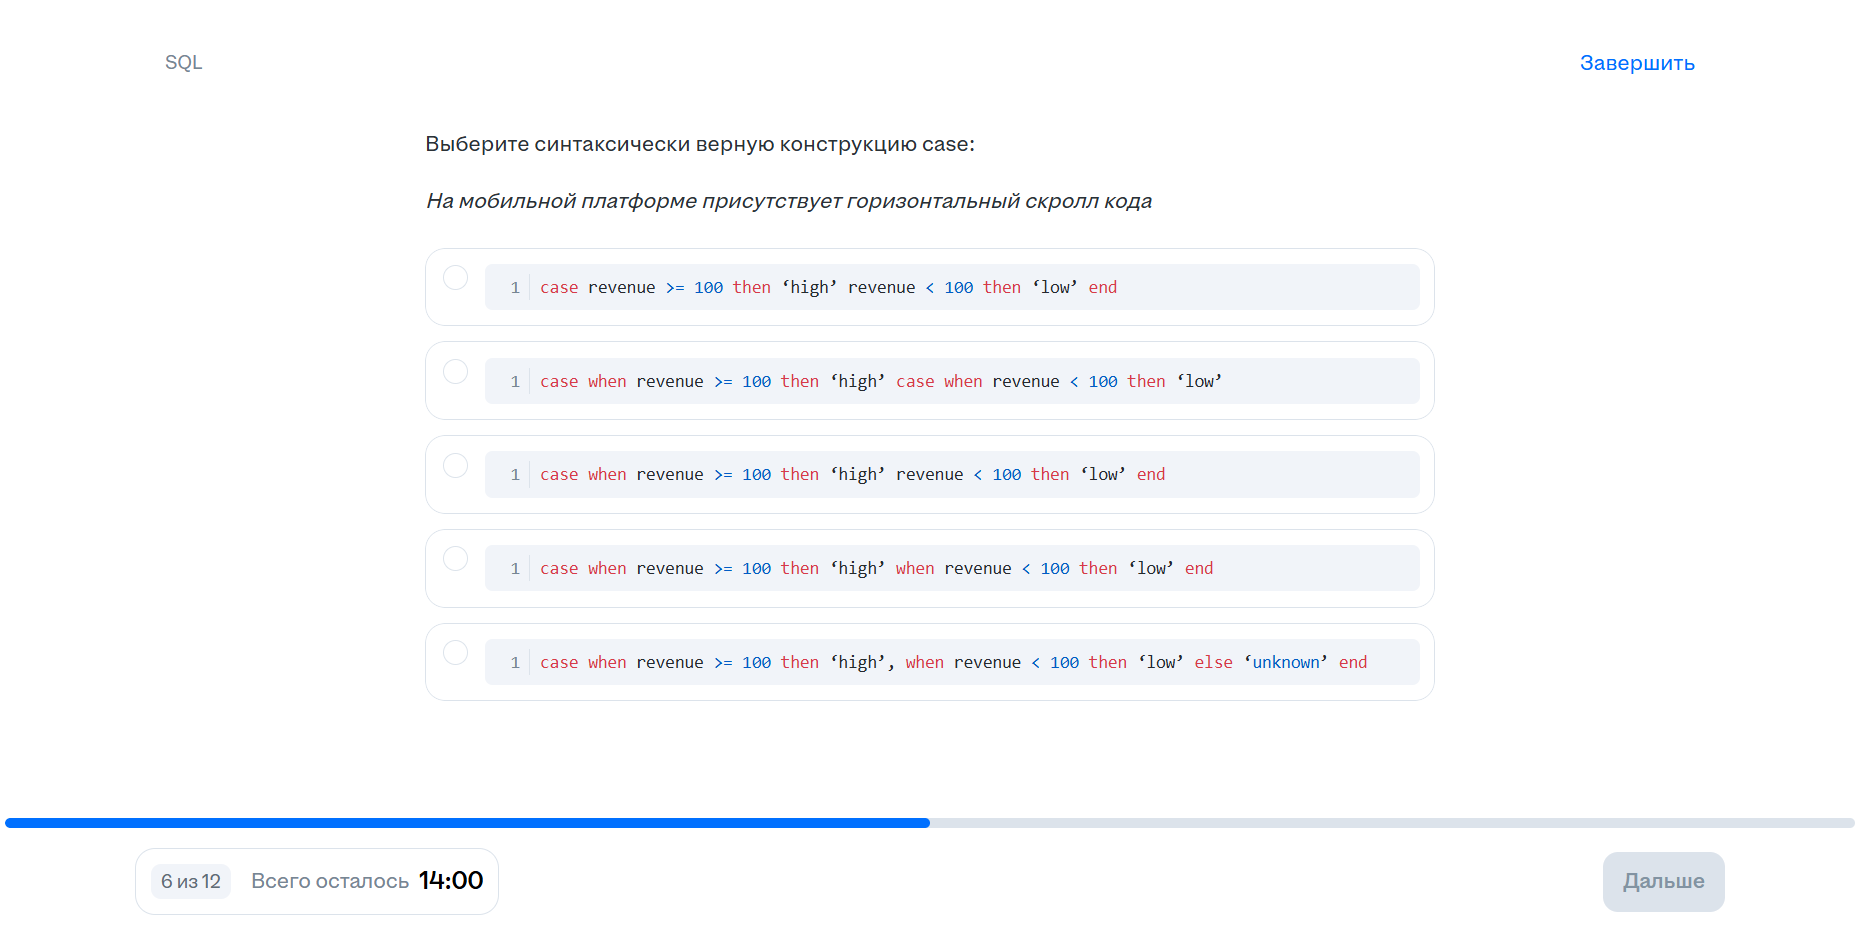 SQL
Завершить
Выберите синтаксически верную конструкцию case:
На мобильной платформе присутствует горизонтальный скролл кода
1 case revenue >= 100 then ‘high’ revenue < 100 then ‘low’ end
1 case when revenue >= 100 then ‘high’ case when revenue < 100 then ‘low’
1 case when revenue >= 100 then ‘high’ revenue < 100 then ‘low’ end
1 case when revenue >= 100 then ‘high’ when revenue < 100 then ‘low’ end
1 case when revenue >= 100 then ‘high’, when revenue < 100 then ‘low’ else ‘unknown’ end
6 из 12 Всего осталось 14:00
Дальше